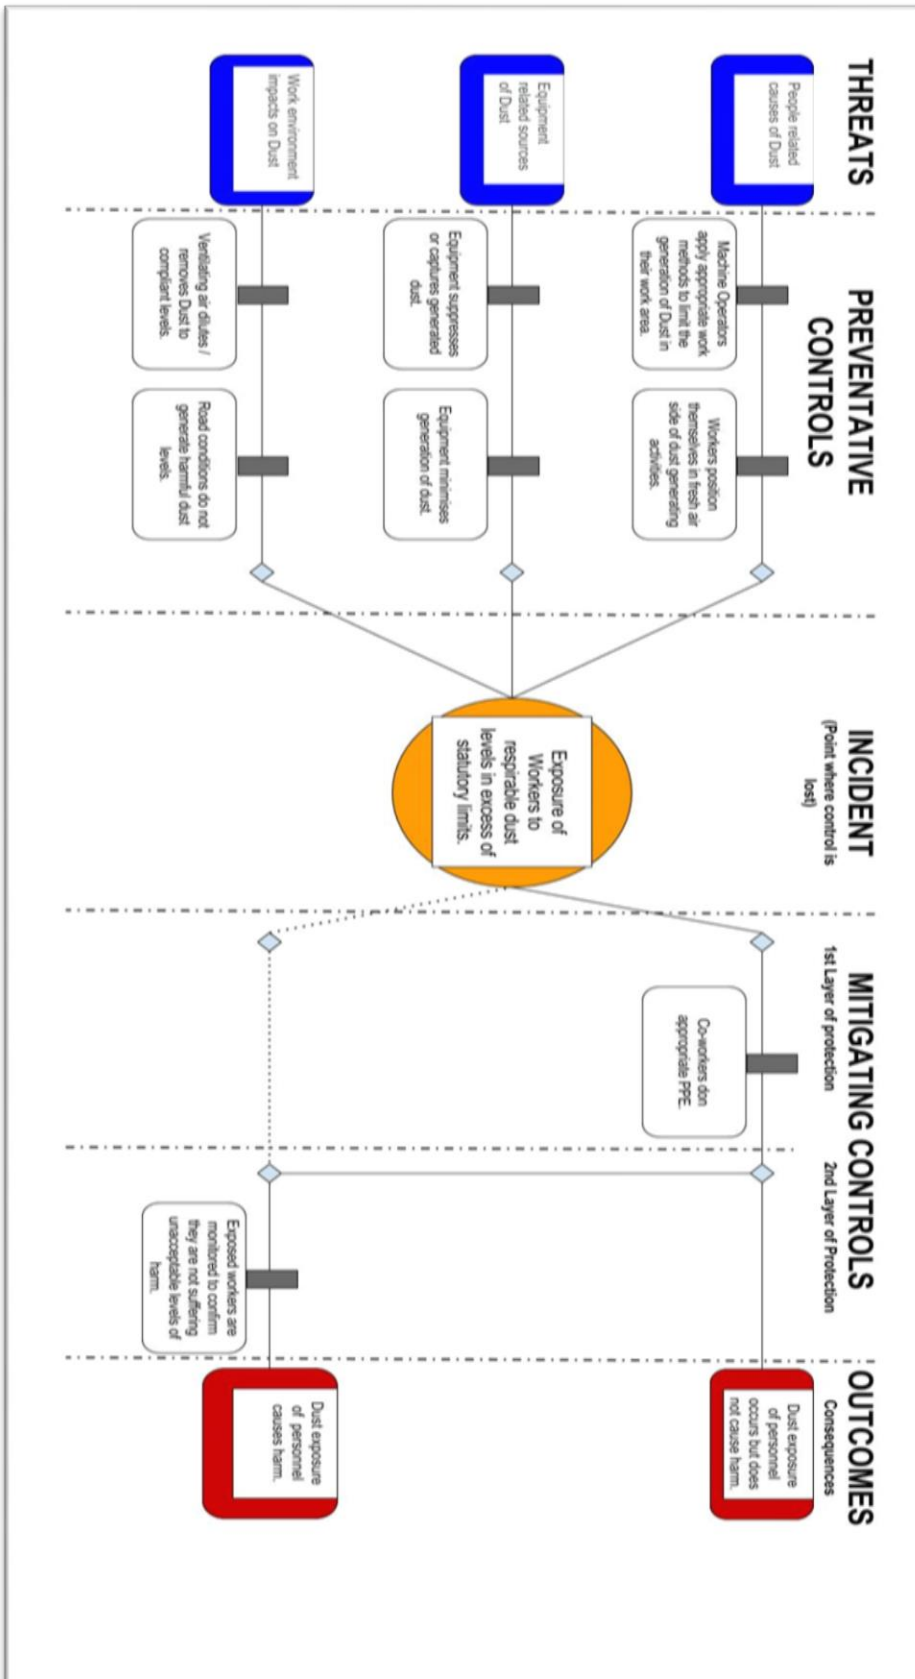 THREATS
PREVENTATIVE
CONTROLS
INCIDENT
(Point where control is
lost)
MITIGATING CONTROLS
1st Layer of protection
2nd Layer of Protection
OUTCOMES
Consequences
People related
causes of Dust
Machine Operators
apply appropriate work
methods to limit the
generation of Dust in
their work area.
Workers position
themselves in fresh air
side of dust generating
activities.
Equipment
related sources
of Dust
Equipment suppresses
or captures generated
dust.
Equipment minimises
generation of dust.
Work environment
impacts on Dust
Ventilating air dilutes /
removes Dust to
compliant levels.
Road conditions do not
generate harmful dust
levels.
Exposure of
Workers to
respirable dust
levels in excess of
statutory limits.
Co-workers don
appropriate PPE.
Exposed workers are
monitored to confirm
they are not suffering
unacceptable levels of
harm.
Dust exposure
of personnel
occurs but does
not cause harm.
Dust exposure
of personnel
causes harm.